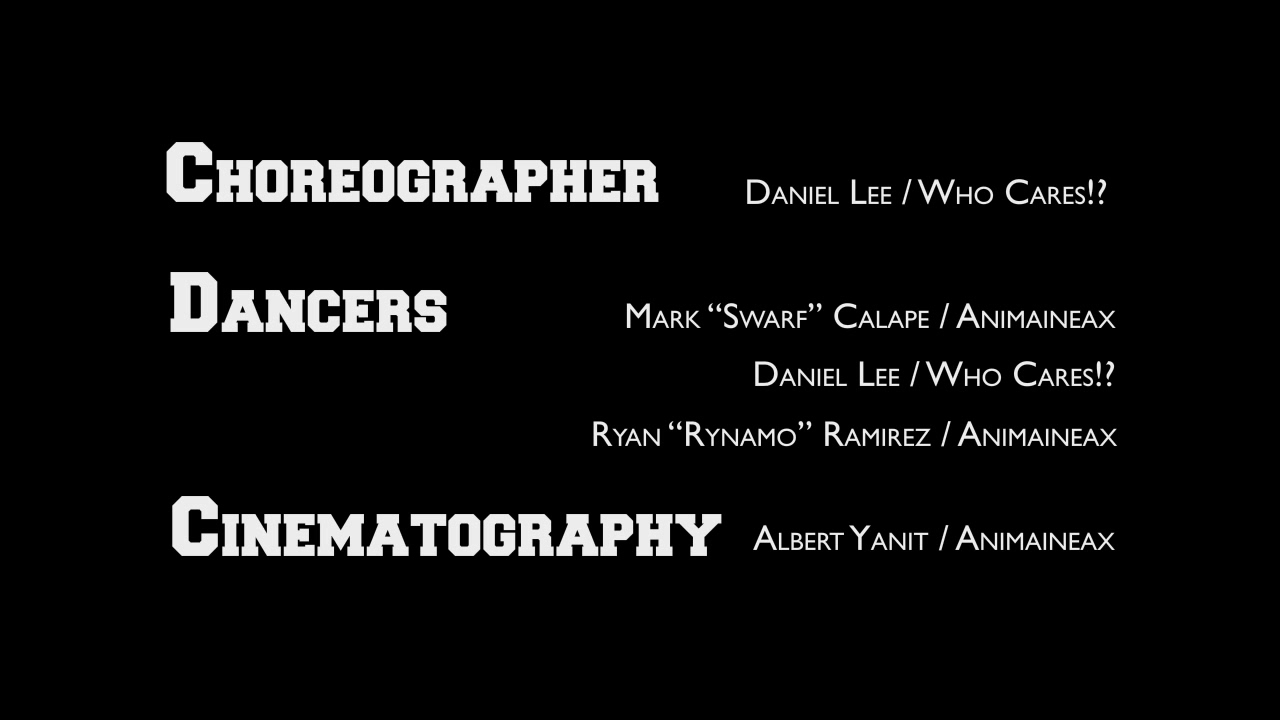 Choreographer Daniel Lee / Who Cares!?
Dancers Mark “Swarf” Calape / Animaineax
Daniel Lee / Who Cares!?
Ryan “Rynamo” Ramirez / Animaineax
Cinematography Albert Yanit / Animaineax